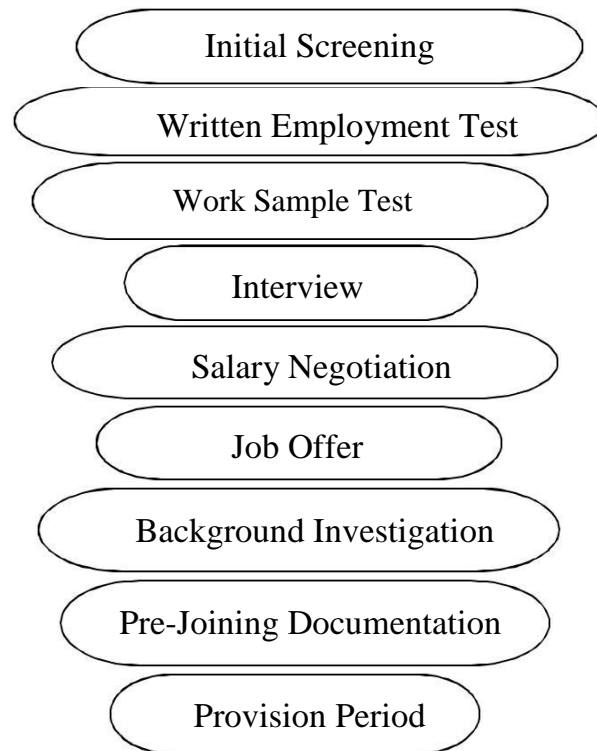 Initial Screening
Written Employment Test
Work Sample Test
Interview
Salary Negotiation
Job Offer
Background Investigation
Pre-Joining Documentation
Provision Period